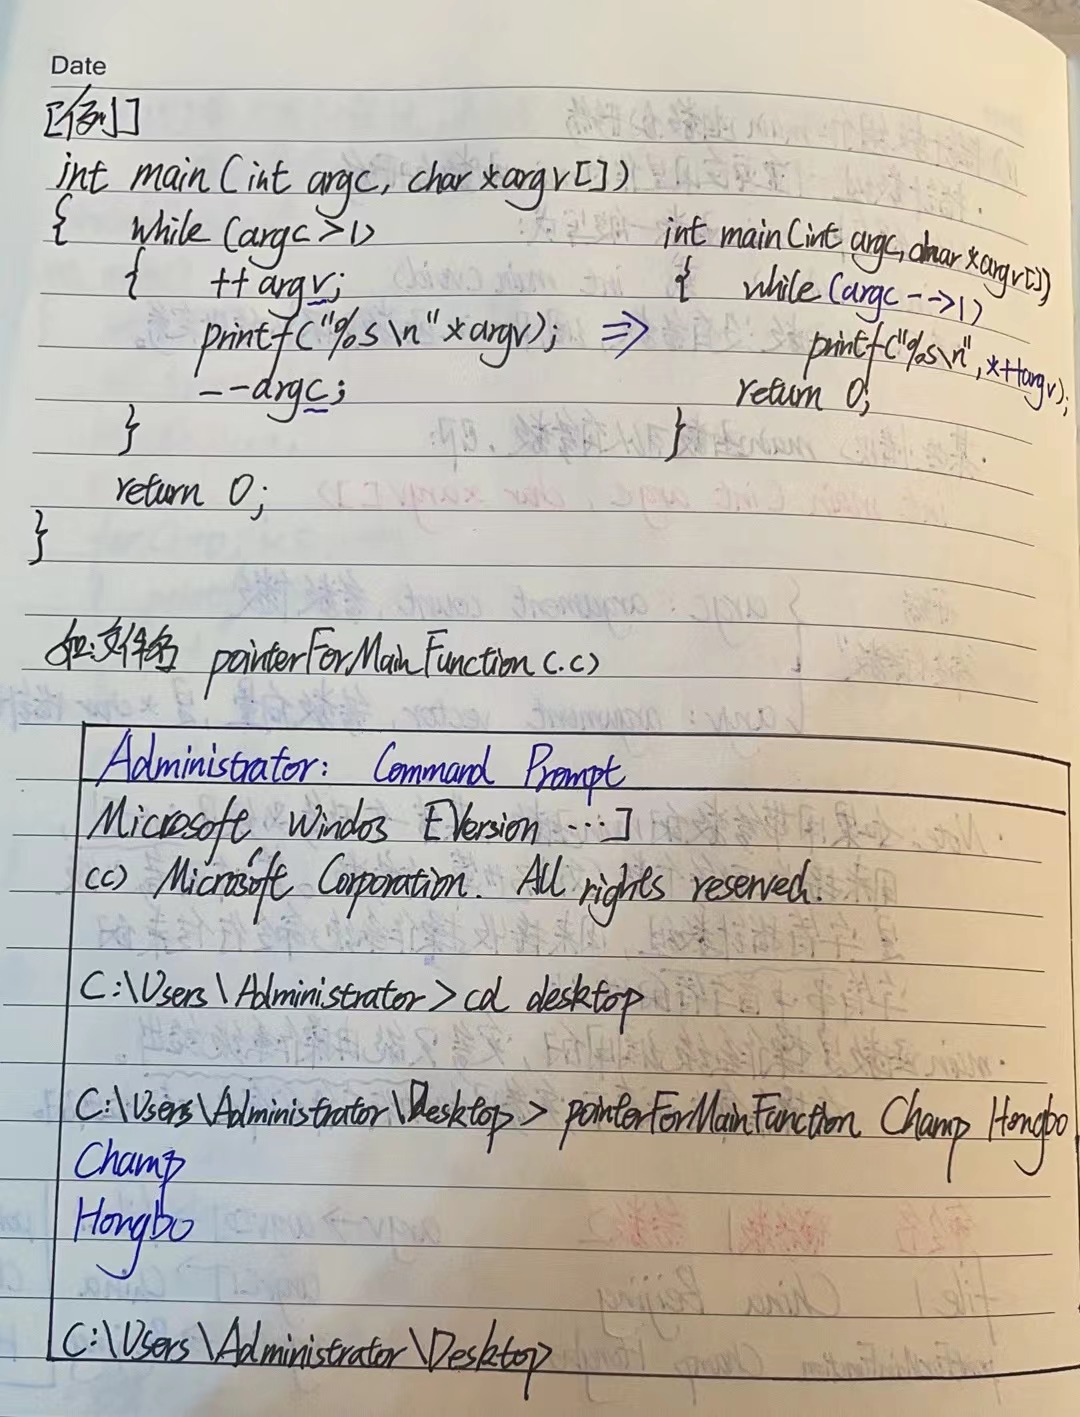 Date
[例]
int main (int argc, char *argv[])
{ while (argc > 1)
{ ++ argv;
printf("%s \n" *argv); =>
--argc;
}
return 0;
}
int main (int argc, char *argv[])
{ while (argc-->1)
printf("%s\n", *++argv);
return 0;
}
如:文件名 pointerForMainFunction(.c)
Administrator: Command Prompt
Microsoft Windos [Version ...]
(c) Microsoft Corporation. All rights reserved.
C:\Users\Administrator>cd desktop
C:\Users\Administrator\Desktop> pointerForMainFunction Champ Hongbo
Champ
Hongbo
C:\Users\Administrator\Desktop